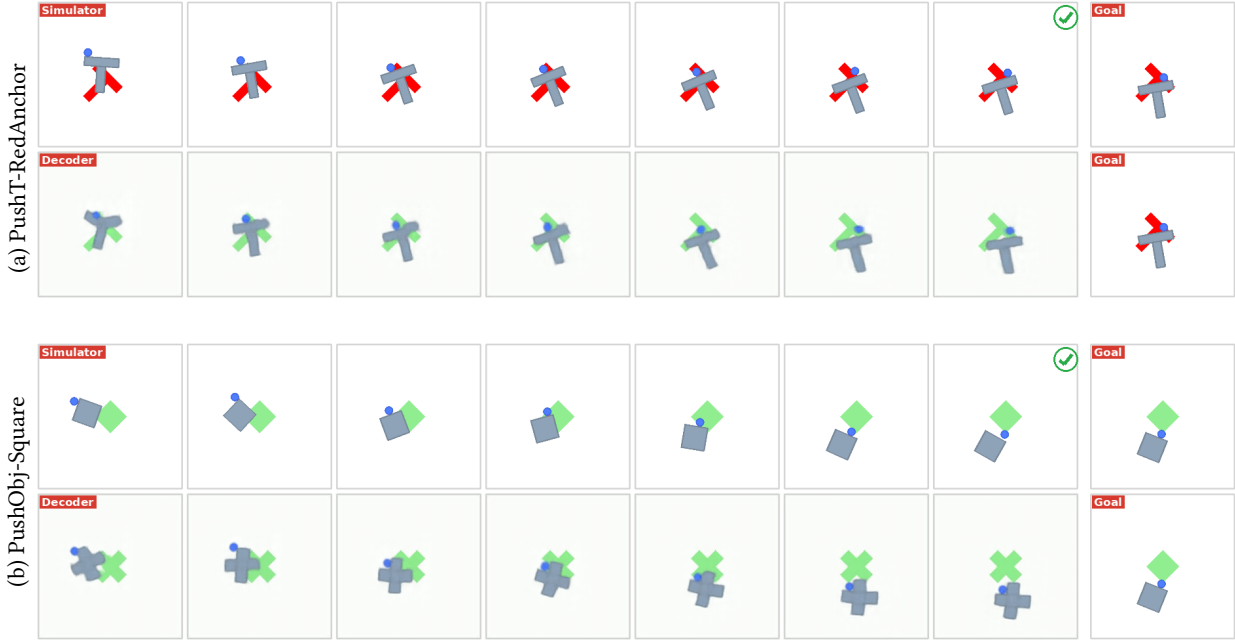 (a) PushT-RedAnchor
Simulator
Goal
Decoder
Goal
(b) PushObj-Square
Simulator
Goal
Decoder
Goal